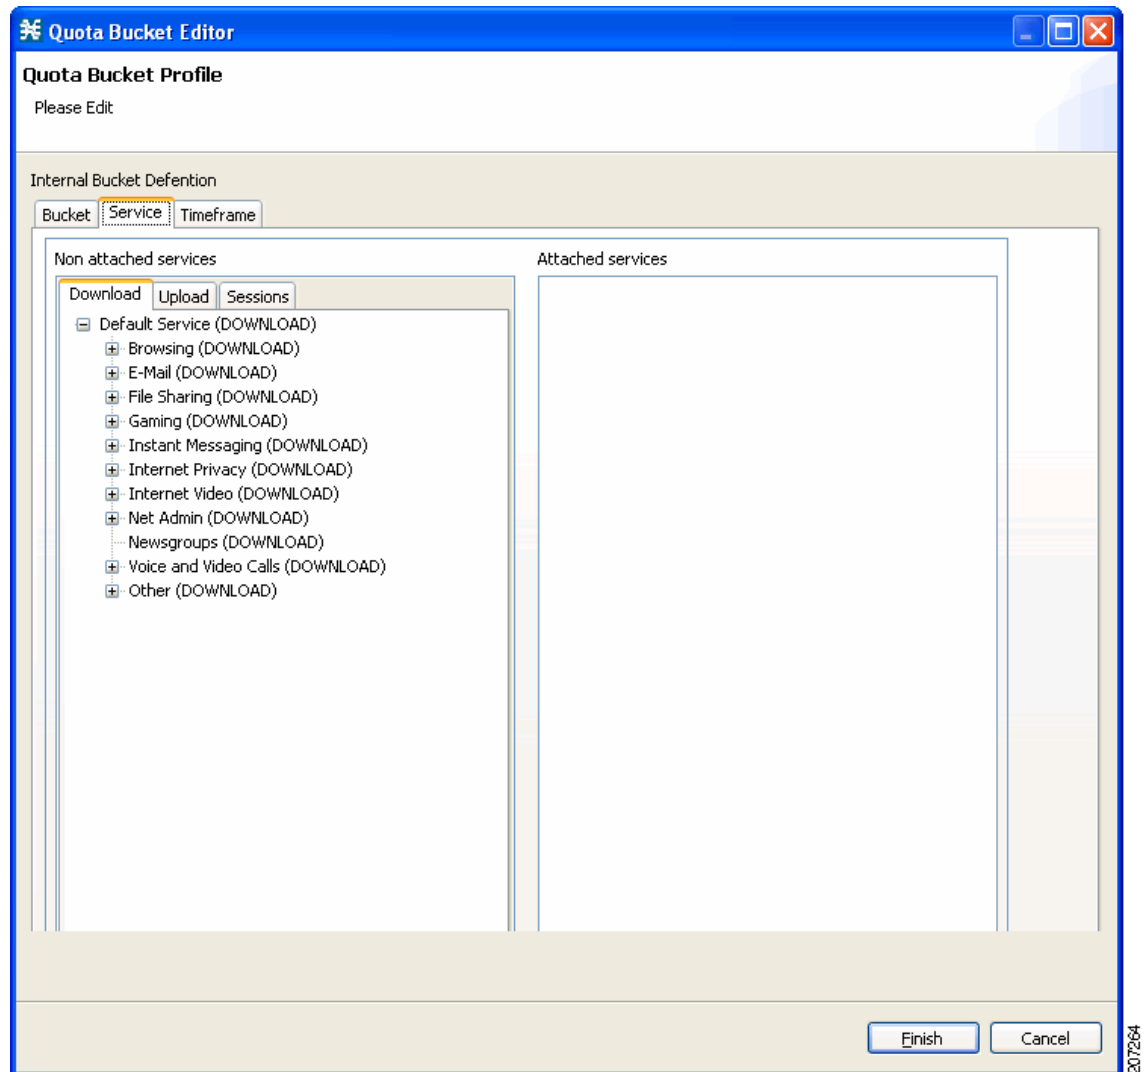 Quota Bucket Editor
Quota Bucket Profile
Please Edit
Internal Bucket Defention
Bucket Service Timeframe
Non attached services
Attached services
Download Upload Sessions
Default Service (DOWNLOAD)
Browsing (DOWNLOAD)
E-Mail (DOWNLOAD)
File Sharing (DOWNLOAD)
Gaming (DOWNLOAD)
Instant Messaging (DOWNLOAD)
Internet Privacy (DOWNLOAD)
Internet Video (DOWNLOAD)
Net Admin (DOWNLOAD)
Newsgroups (DOWNLOAD)
Voice and Video Calls (DOWNLOAD)
Other (DOWNLOAD)
Finish Cancel
207264